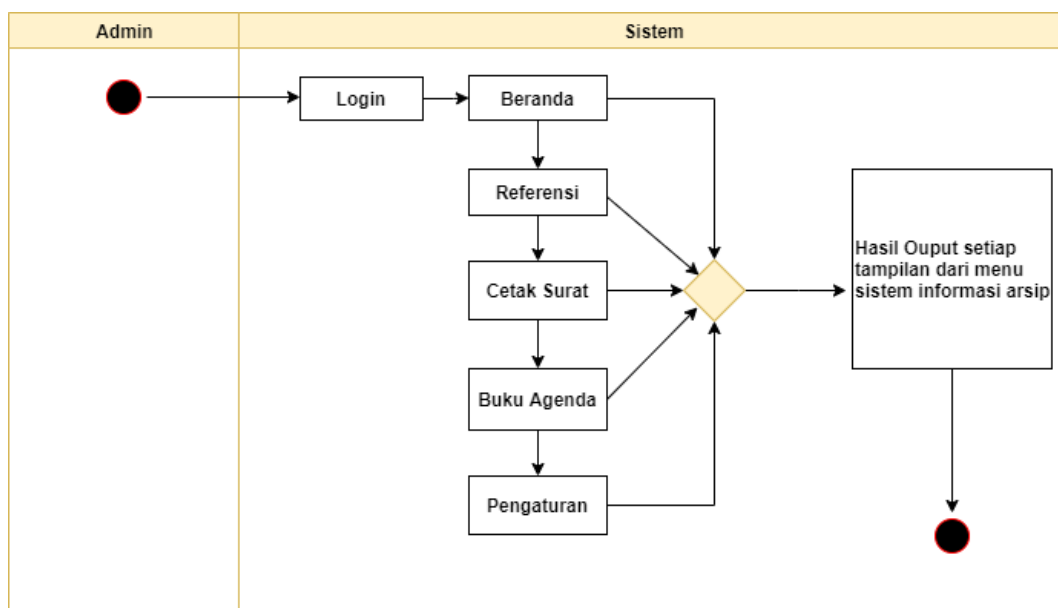 Admin
Sistem
Login
Beranda
Referensi
Cetak Surat
Buku Agenda
Pengaturan
Hasil Ouput setiap
tampilan dari menu
sistem informasi arsip